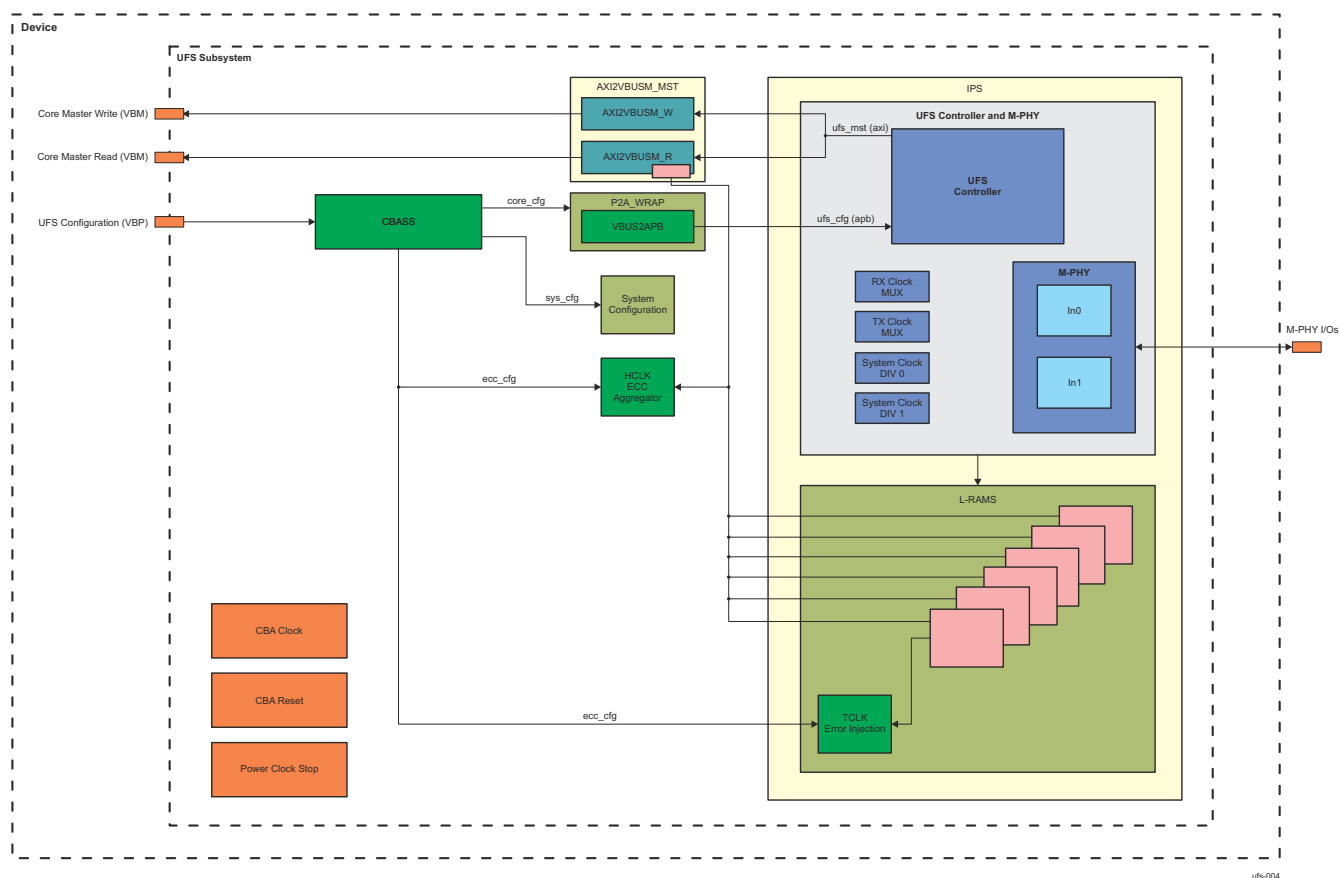 Device
UFS Subsystem
Core Master Write (VBM)
Core Master Read (VBM)
UFS Configuration (VBP)
CBASS
core_cfg
sys_cfg
ecc_cfg
ecc_cfg
AXI2VBUSM_MST
AXI2VBUSM_W
AXI2VBUSM_R
P2A_WRAP
VBUS2APB
System
Configuration
HCLK
ECC
Aggregator
IPS
UFS Controller and M-PHY
ufs_mst (axi)
UFS
Controller
ufs_cfg (apb)
RX Clock
MUX
TX Clock
MUX
System Clock
DIV 0
System Clock
DIV 1
M-PHY
In0
In1
M-PHY I/Os
L-RAMS
TCLK
Error Injection
CBA Clock
CBA Reset
Power Clock Stop
ufs-004